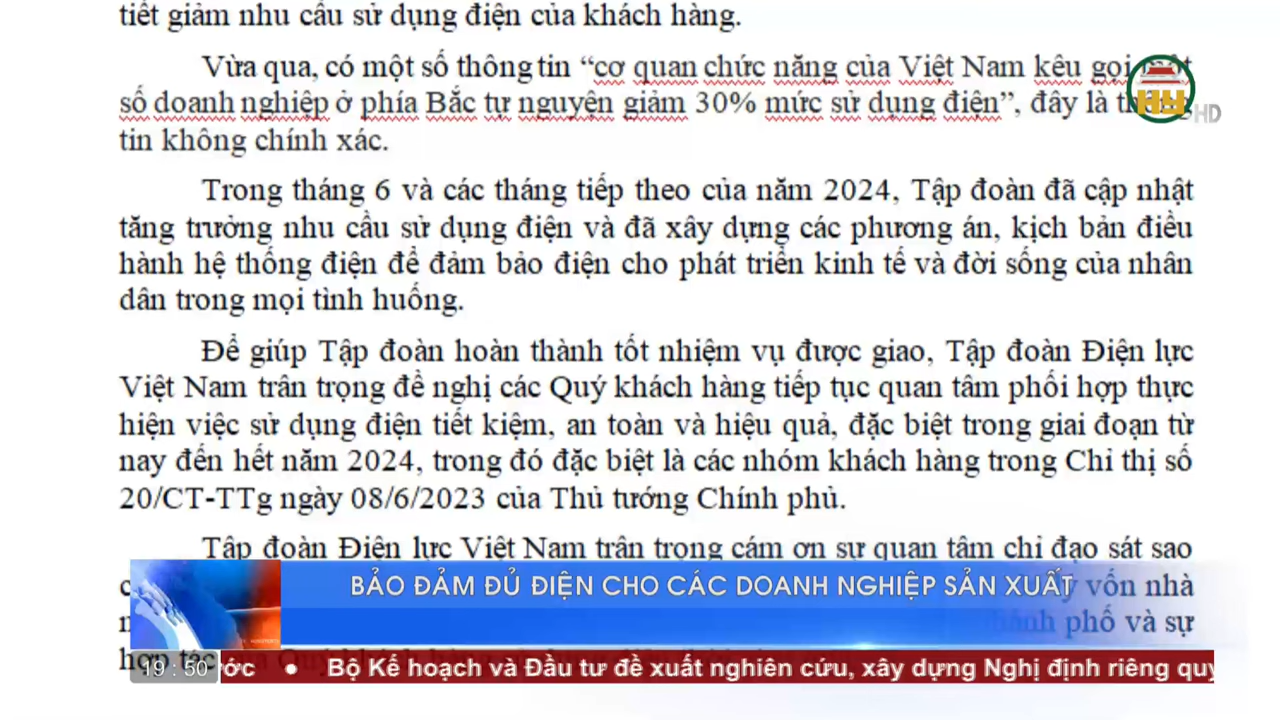 tiết giảm nhu cầu sử dụng điện của khách hàng.
Vừa qua, có một số thông tin “cơ quan chức năng của Việt Nam kêu gọi một
số doanh nghiệp ở phía Bắc tự nguyện giảm 30% mức sử dụng điện”, đây là thông
tin không chính xác.
HD
Trong tháng 6 và các tháng tiếp theo của năm 2024, Tập đoàn đã cập nhật
tăng trưởng nhu cầu sử dụng điện và đã xây dựng các phương án, kịch bản điều
hành hệ thống điện để đảm bảo điện cho phát triển kinh tế và đời sống của nhân
dân trong mọi tình huống.
Để giúp Tập đoàn hoàn thành tốt nhiệm vụ được giao, Tập đoàn Điện lực
Việt Nam trân trọng đề nghị các Quý khách hàng tiếp tục quan tâm phối hợp thực
hiện việc sử dụng điện tiết kiệm, an toàn và hiệu quả, đặc biệt trong giai đoạn từ
nay đến hết năm 2024, trong đó đặc biệt là các nhóm khách hàng trong Chỉ thị số
20/CT-TTg ngày 08/6/2023 của Thủ tướng Chính phủ.
Tập đoàn Điện lực Việt Nam trân trọng cám ơn sự quan tâm chỉ đạo sát sao
vốn nhà
phố và sự
hợp tác
BẢO ĐẢM ĐỦ ĐIỆN CHO CÁC DOANH NGHIỆP SẢN XUẤT
19:50 ớc • Bộ Kế hoạch và Đầu tư đề xuất nghiên cứu, xây dựng Nghị định riêng quy